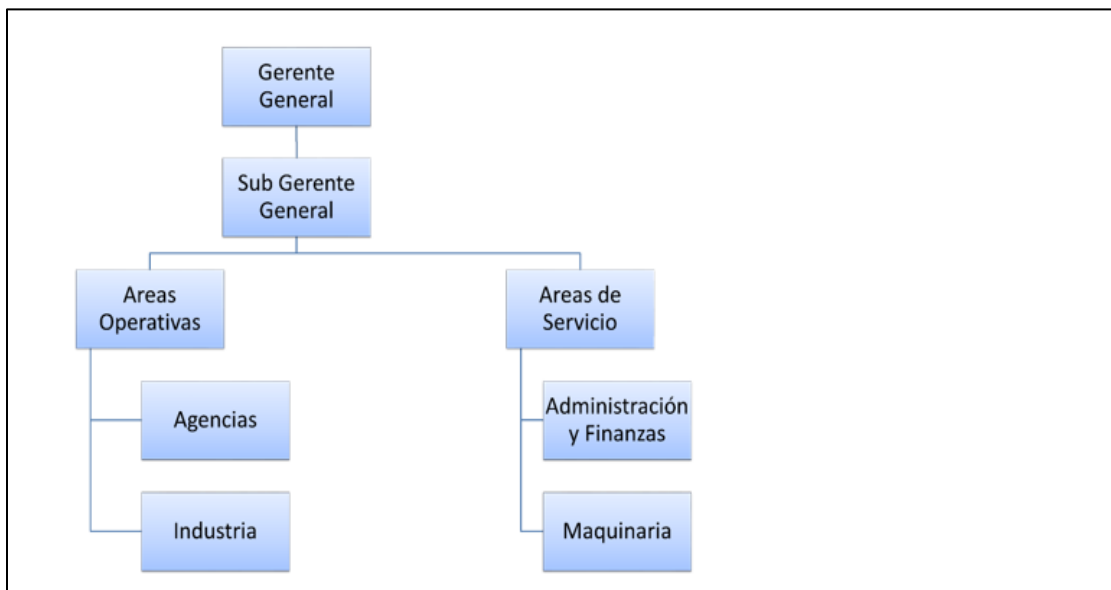 Gerente
General
Sub Gerente
General
Areas
Operativas
Areas de
Servicio
Agencias
Administración
y Finanzas
Industria
Maquinaria